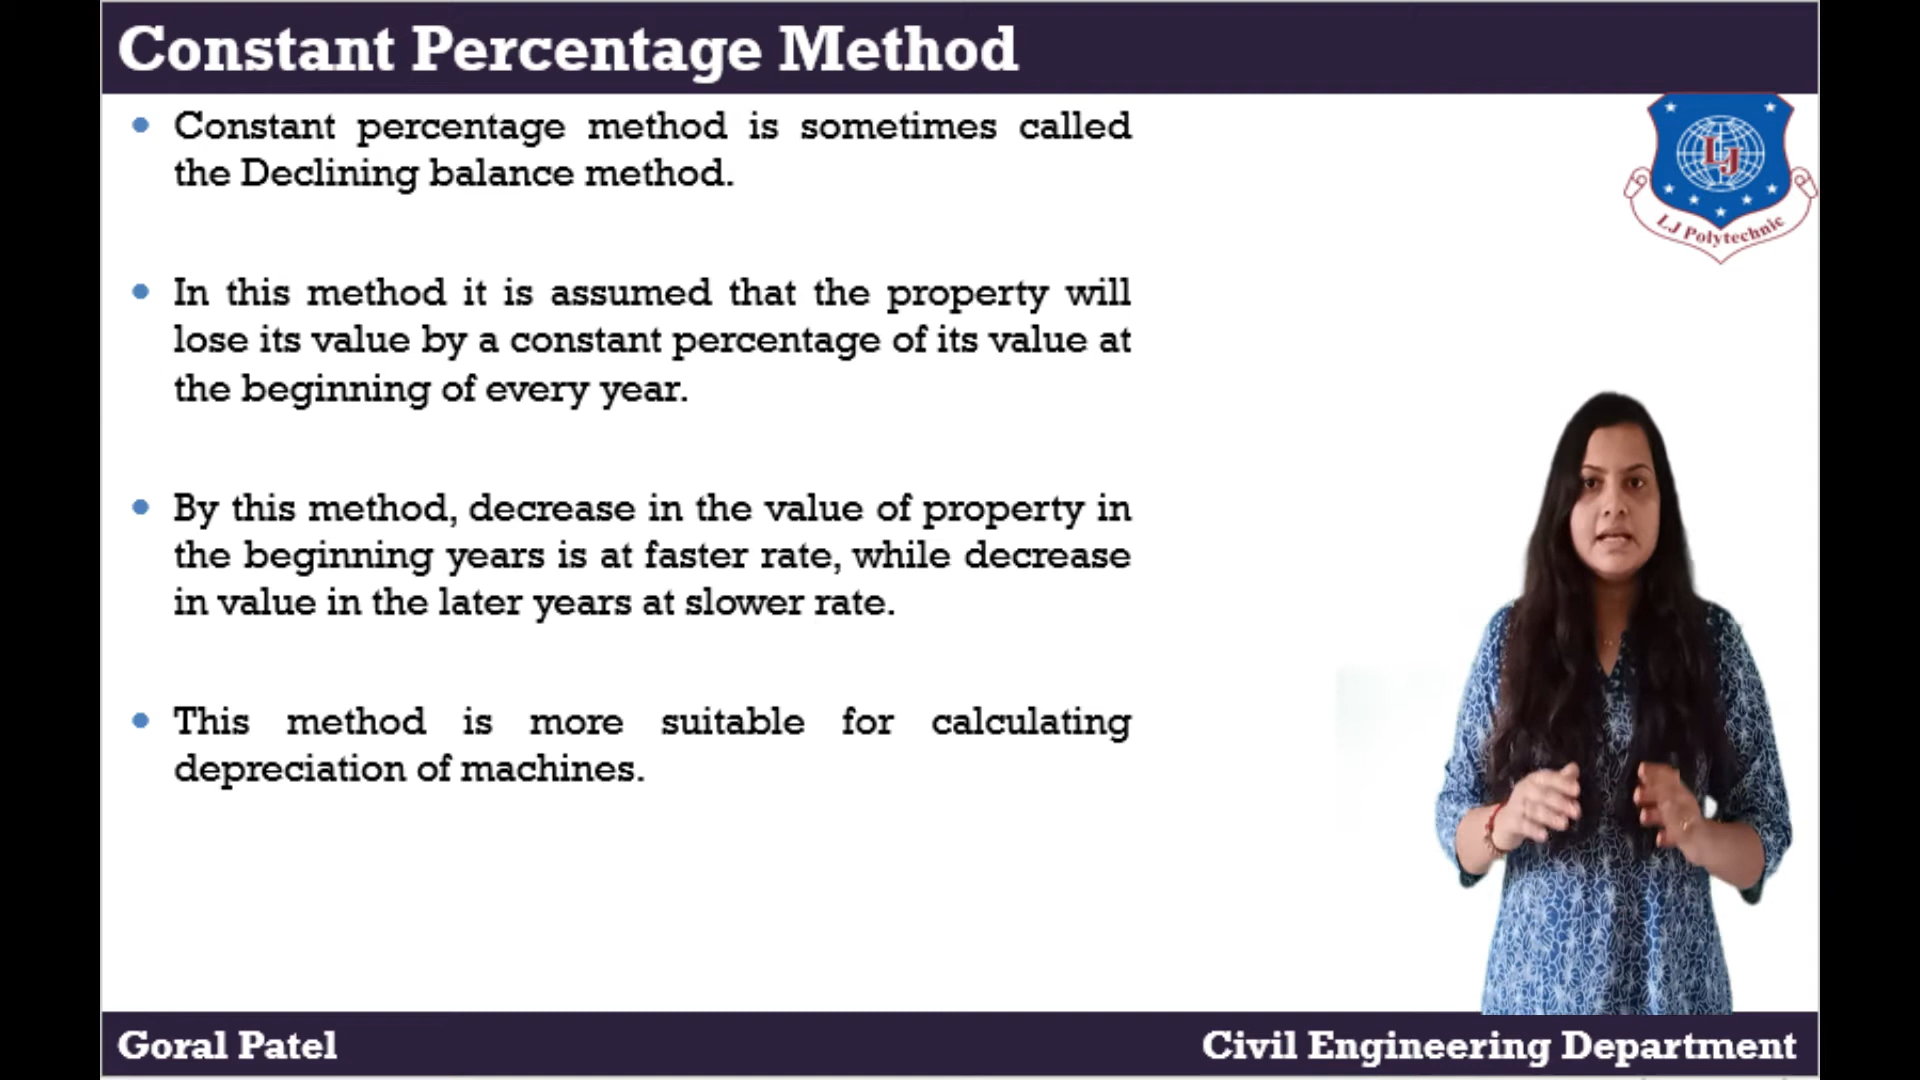 Constant Percentage Method
Constant percentage method is sometimes called
the Declining balance method.
In this method it is assumed that the property will
lose its value by a constant percentage of its value at
the beginning of every year.
By this method, decrease in the value of property in
the beginning years is at faster rate, while decrease
in value in the later years at slower rate.
This method is more suitable for calculating
depreciation of machines.
LJ
LJ Polytechnic
Goral Patel
Civil Engineering Department